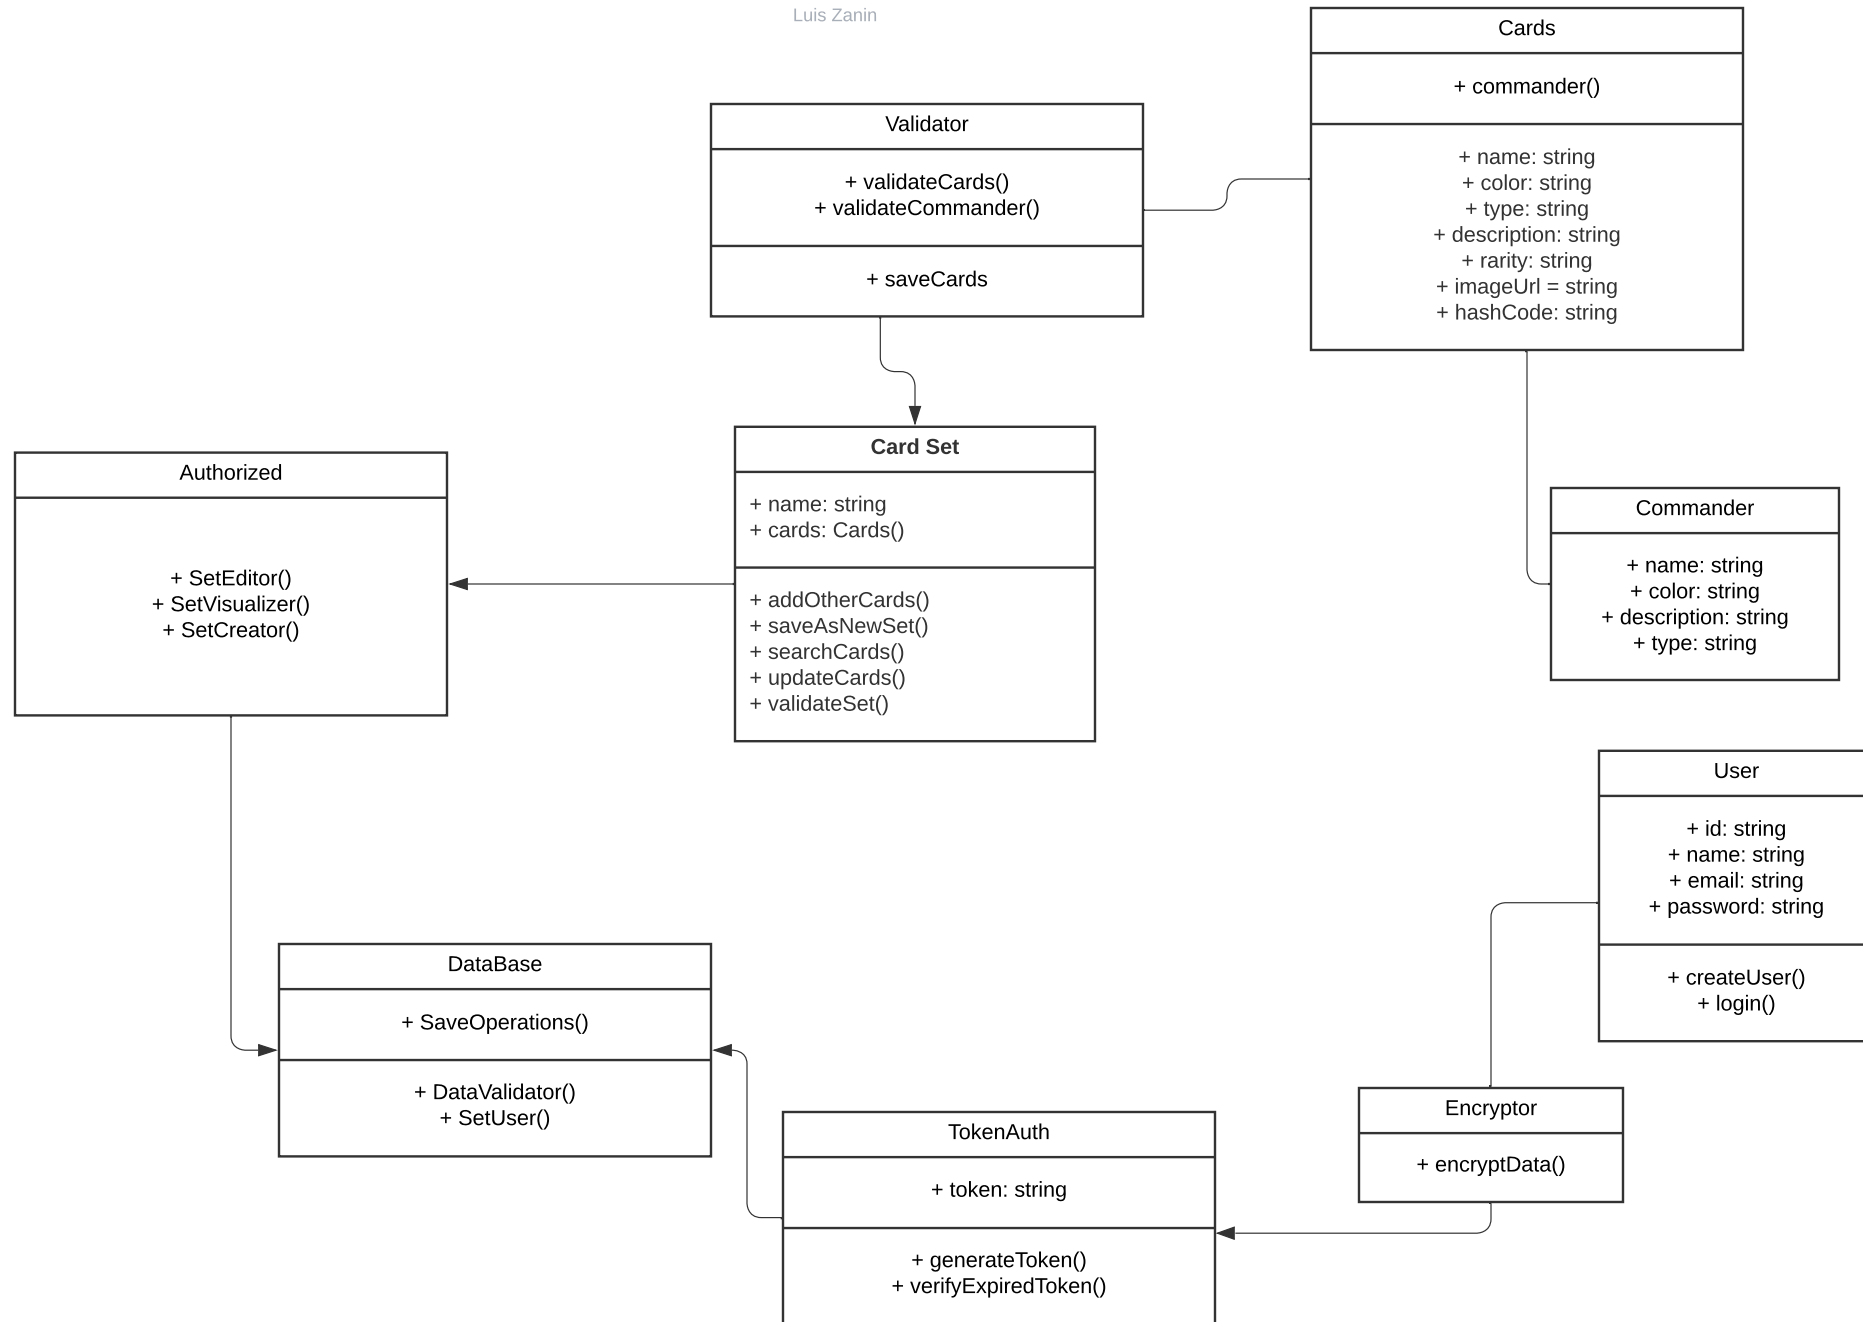 Luis Zanin
Cards
+ commander()
+ name: string
+ color: string
+ type: string
+ description: string
+ rarity: string
+ imageUrl = string
+ hashCode: string
Validator
+ validateCards()
+ validateCommander()
+ saveCards
Card Set
+ name: string
+ cards: Cards()
+ addOtherCards()
+ saveAsNewSet()
+ searchCards()
+ updateCards()
+ validateSet()
Authorized
+ SetEditor()
+ SetVisualizer()
+ SetCreator()
Commander
+ name: string
+ color: string
+ description: string
+ type: string
User
+ id: string
+ name: string
+ email: string
+ password: string
+ createUser()
+ login()
DataBase
+ SaveOperations()
+ DataValidator()
+ SetUser()
Encryptor
+ encryptData()
TokenAuth
+ token: string
+ generateToken()
+ verifyExpiredToken()